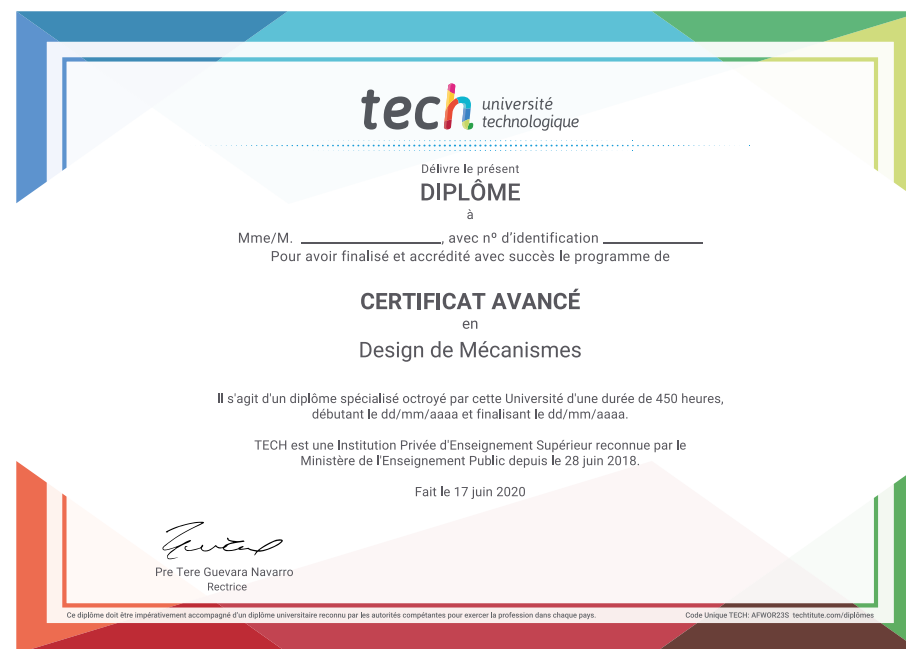 tech université
technologique
Délivre le présent
DIPLÔME
à
Mme/M. ____________, avec nº d'identification ____________
Pour avoir finalisé et accrédité avec succès le programme de
CERTIFICAT AVANCÉ
en
Design de Mécanismes
Il s'agit d'un diplôme spécialisé octroyé par cette Université d'une durée de 450 heures,
débutant le dd/mm/aaaa et finalisant le dd/mm/aaaa.
TECH est une Institution Privée d'Enseignement Supérieur reconnue par le
Ministère de l'Enseignement Public depuis le 28 juin 2018.
Fait le 17 juin 2020
Pre Tere Guevara Navarro
Rectrice
Ce diplôme doit être impérativement accompagné d'un diplôme universitaire reconnu par les autorités compétantes pour exercer la profession dans chaque pays.
Code Unique TECH: AFWOR23S techtitute.com/diplômes